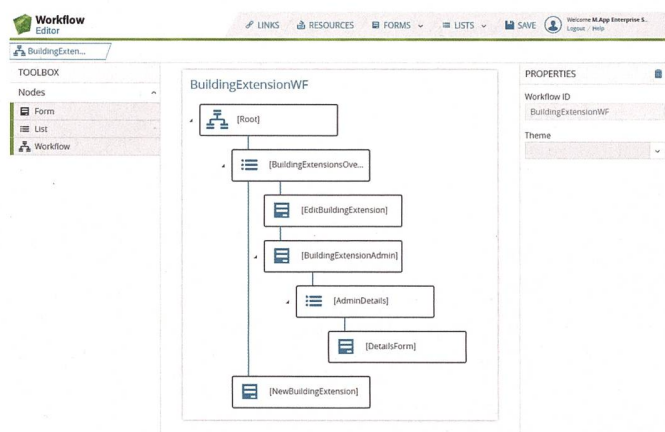 Workflow
Editor
LINKS
RESOURCES
FORMS
LISTS
SAVE
Welcome M.App Enterprise S..
Logout / Help
BuildingExten...
TOOLBOX
Nodes
Form
List
Workflow
BuildingExtensionWF
[Root]
[BuildingExtensionsOve...
[EditBuildingExtension]
[BuildingExtensionAdmin]
[AdminDetails]
[DetailsForm]
[NewBuildingExtension]
PROPERTIES
Workflow ID
BuildingExtensionWF
Theme